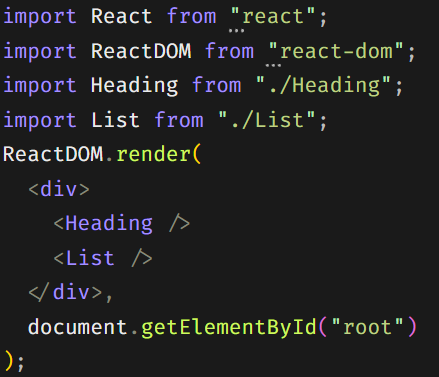 import React from "react";
import ReactDOM from "react-dom";
import Heading from "./Heading";
import List from "./List";
ReactDOM.render(
  <div>
    <Heading />
    <List />
  </div>,
  document.getElementById("root")
);